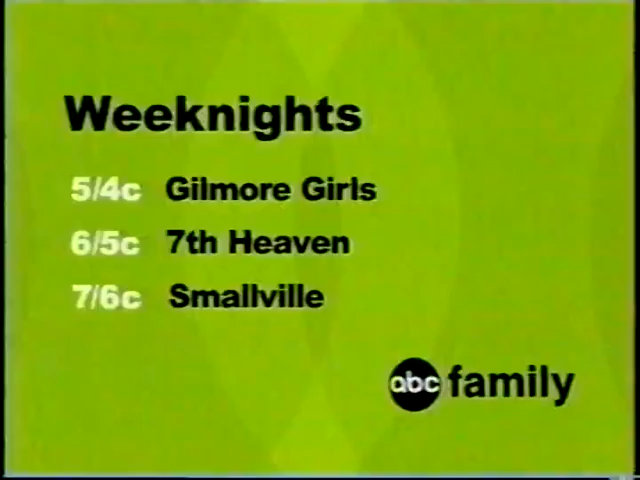 Weeknights
5/4c Gilmore Girls
6/5c 7th Heaven
7/6c Smallville
abc family